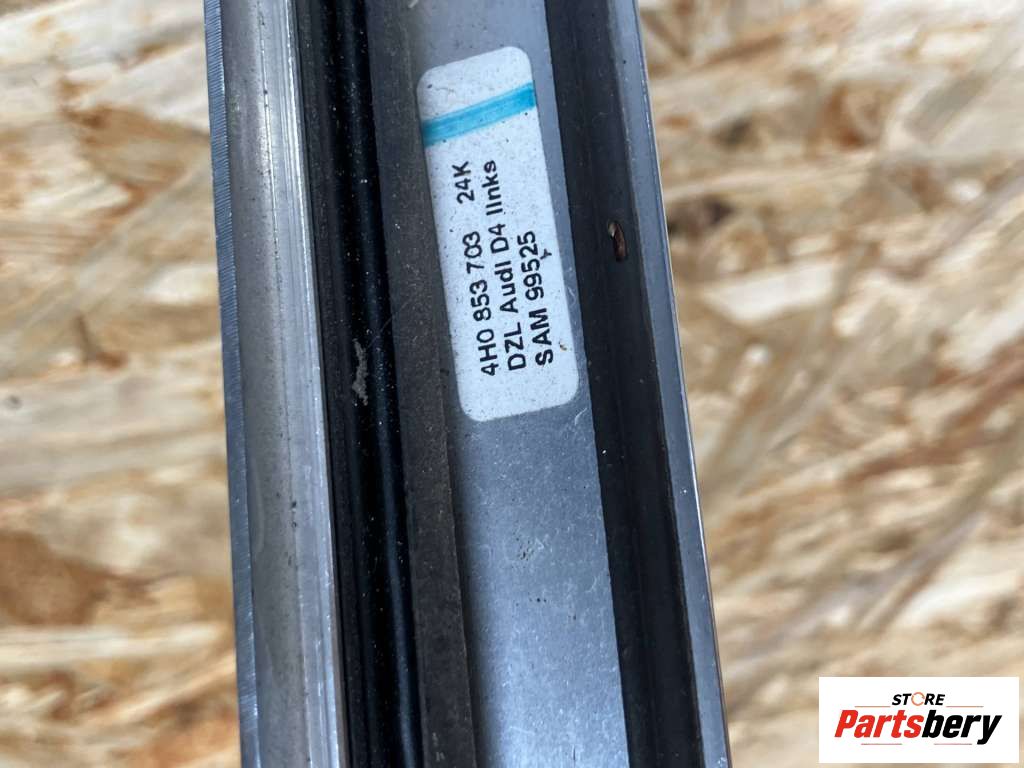 4H0 853 703 24K
DZL Audi D4 links
SAM 99525
STORE
Partsbery